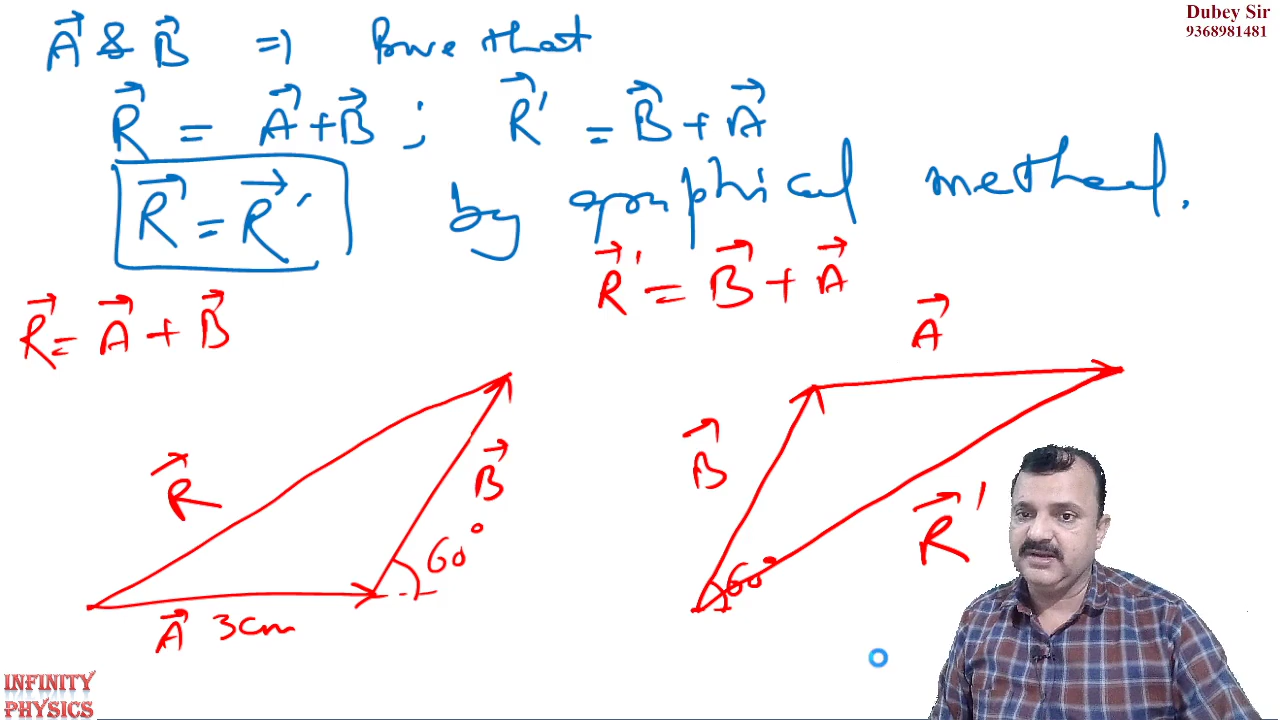 Dubey Sir
9368981481
A⃗ & B⃗ ⇒ Prove that
R⃗ = A⃗ + B⃗ ; R⃗' = B⃗ + A⃗
R⃗ = R⃗' by graphical method.
R⃗' = B⃗ + A⃗
R⃗ = A⃗ + B⃗
A⃗
R⃗
B⃗
60°
A⃗ 3cm
B⃗
R⃗'
60°
INFINITY
PHYSICS